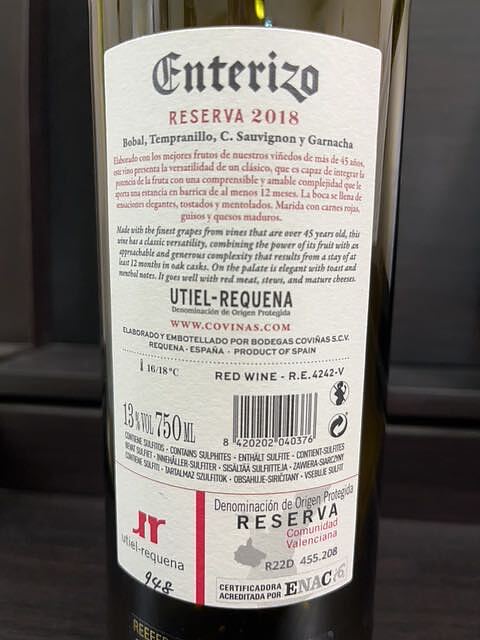 Enterizo
RESERVA 2018
Bobal, Tempranillo, C. Sauvignon y Garnacha
Elaborado con los mejores frutos de nuestros viñedos de más de 45 años,
este vino presenta la versatilidad de un clásico, que es capaz de integrar la
potencia de la fruta con una comprensible y amable complejidad que le
aporta una estancia en barrica de al menos 12 meses. La boca se llena de
sensaciones elegantes, tostados y mentolados. Marida con carnes rojas,
guisos y quesos maduros.
Made with the finest grapes from vines that are over 45 years old, this
wine has a classic versatility, combining the power of its fruit with an
approachable and generous complexity that results from a stay of at
least 12 months in oak casks. On the palate is elegant with toast and
menthol notes. It goes well with red meat, stews, and mature cheeses.
UTIEL-REQUENA
Denominación de Origen Protegida
WWW.COVINAS.COM
ELABORADO Y EMBOTELLADO POR BODEGAS COVIÑAS S.C.V.
REQUENA - ESPAÑA - PRODUCT OF SPAIN
16/18ºC
RED WINE - R.E. 4242-V
13%VOL 750ML
8 420202 040376
CONTIENE SULFITOS - CONTAINS SULPHITES - ENTHÄLT SULFITE - CONTIENT-SULFITES
BEVAT SULFIET - INNEHÅLLER-SULFITER - SISÄLTÄÄ SULFIITTEJA - ZAWIERA-SIARCZYNY
CONTIENE SULFITI - TARTALMAZ SZULFITOK - OBSAHUJE-SIRIČITANY - VSEBUJE SULFIT
utiel-requena
948
Denominación de Origen Protegida
RESERVA
Comunidad
Valenciana
R22D 455.208
CERTIFICADORA
ACREDITADA POR
ENAC